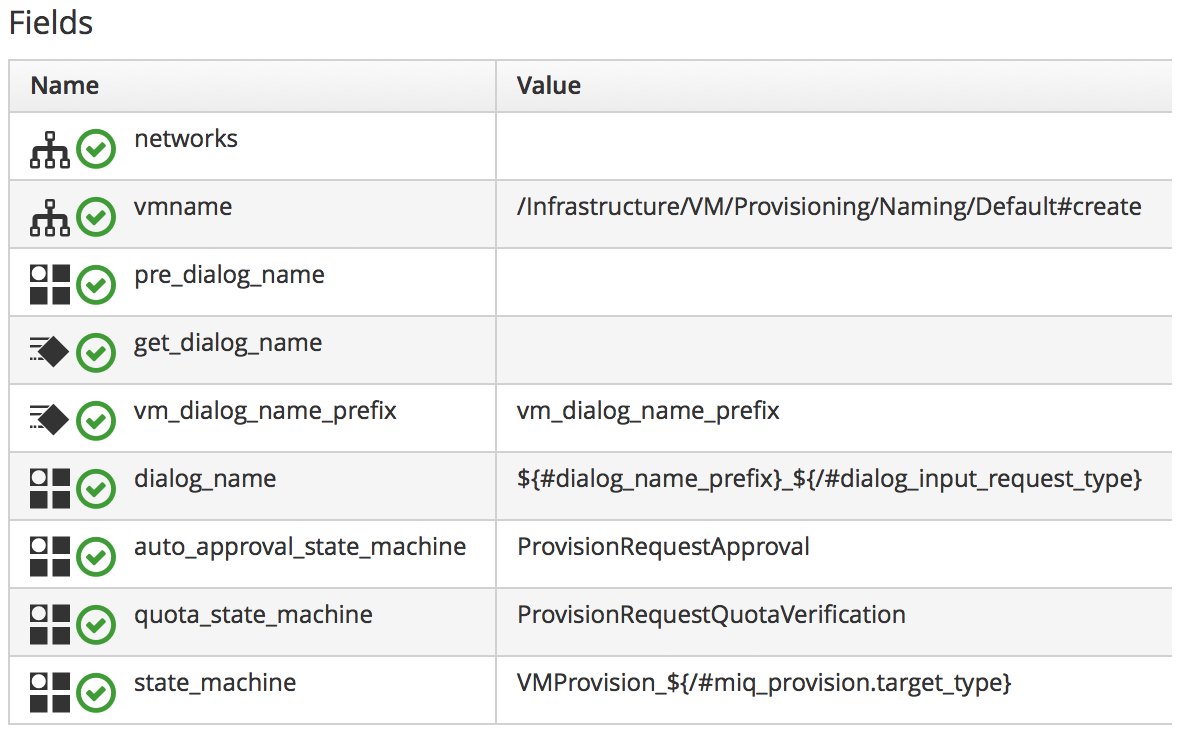 Fields
Name Value
networks
vmname /Infrastructure/VM/Provisioning/Naming/Default#create
pre_dialog_name
get_dialog_name
vm_dialog_name_prefix vm_dialog_name_prefix
dialog_name ${#dialog_name_prefix}_${/#dialog_input_request_type}
auto_approval_state_machine ProvisionRequestApproval
quota_state_machine ProvisionRequestQuotaVerification
state_machine VMProvision_${/#miq_provision.target_type}